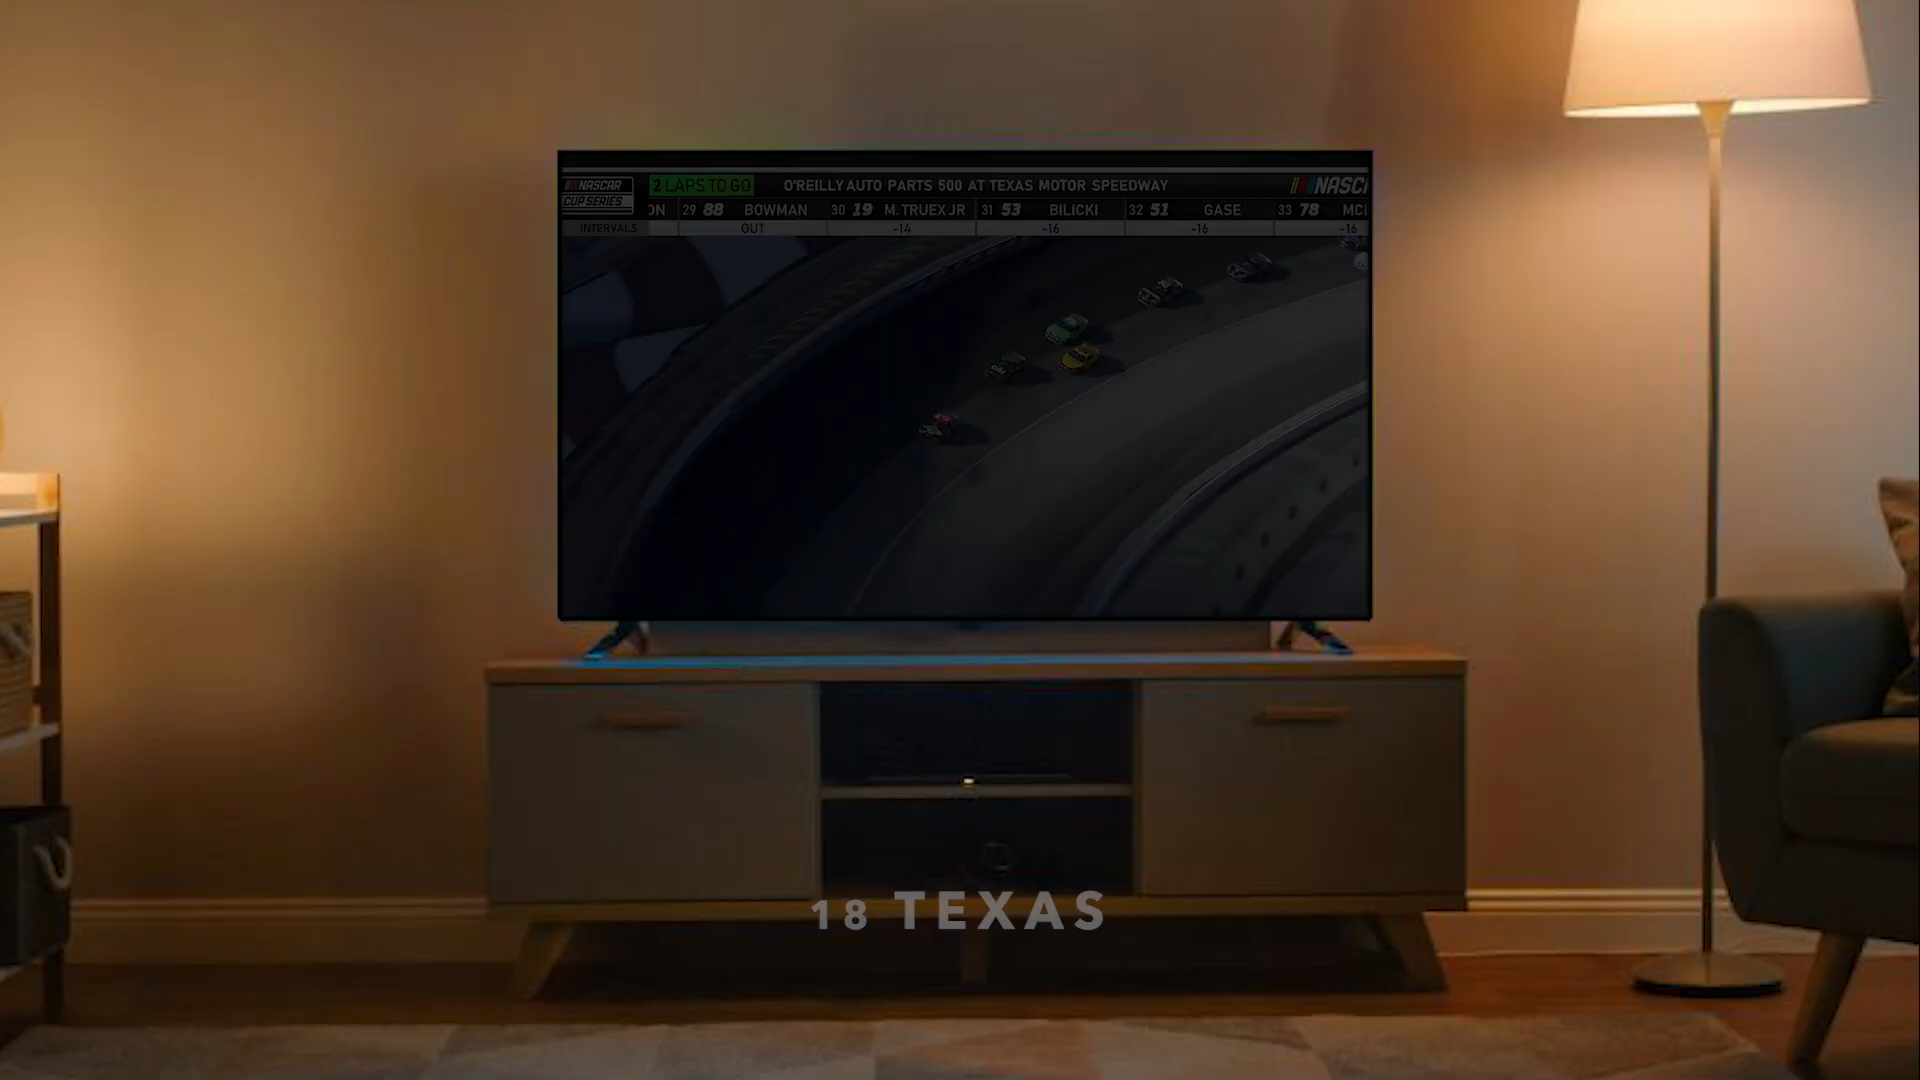 NASCAR
CUP SERIES
2 LAPS TO GO
O'REILLY AUTO PARTS 500 AT TEXAS MOTOR SPEEDWAY
NASC
ON 29 88 BOWMAN 30 19 M. TRUEX JR 31 53 BILICKI 32 51 GASE 33 78 MCL
INTERVALS OUT -14 -16 -16 -16
18 TEXAS